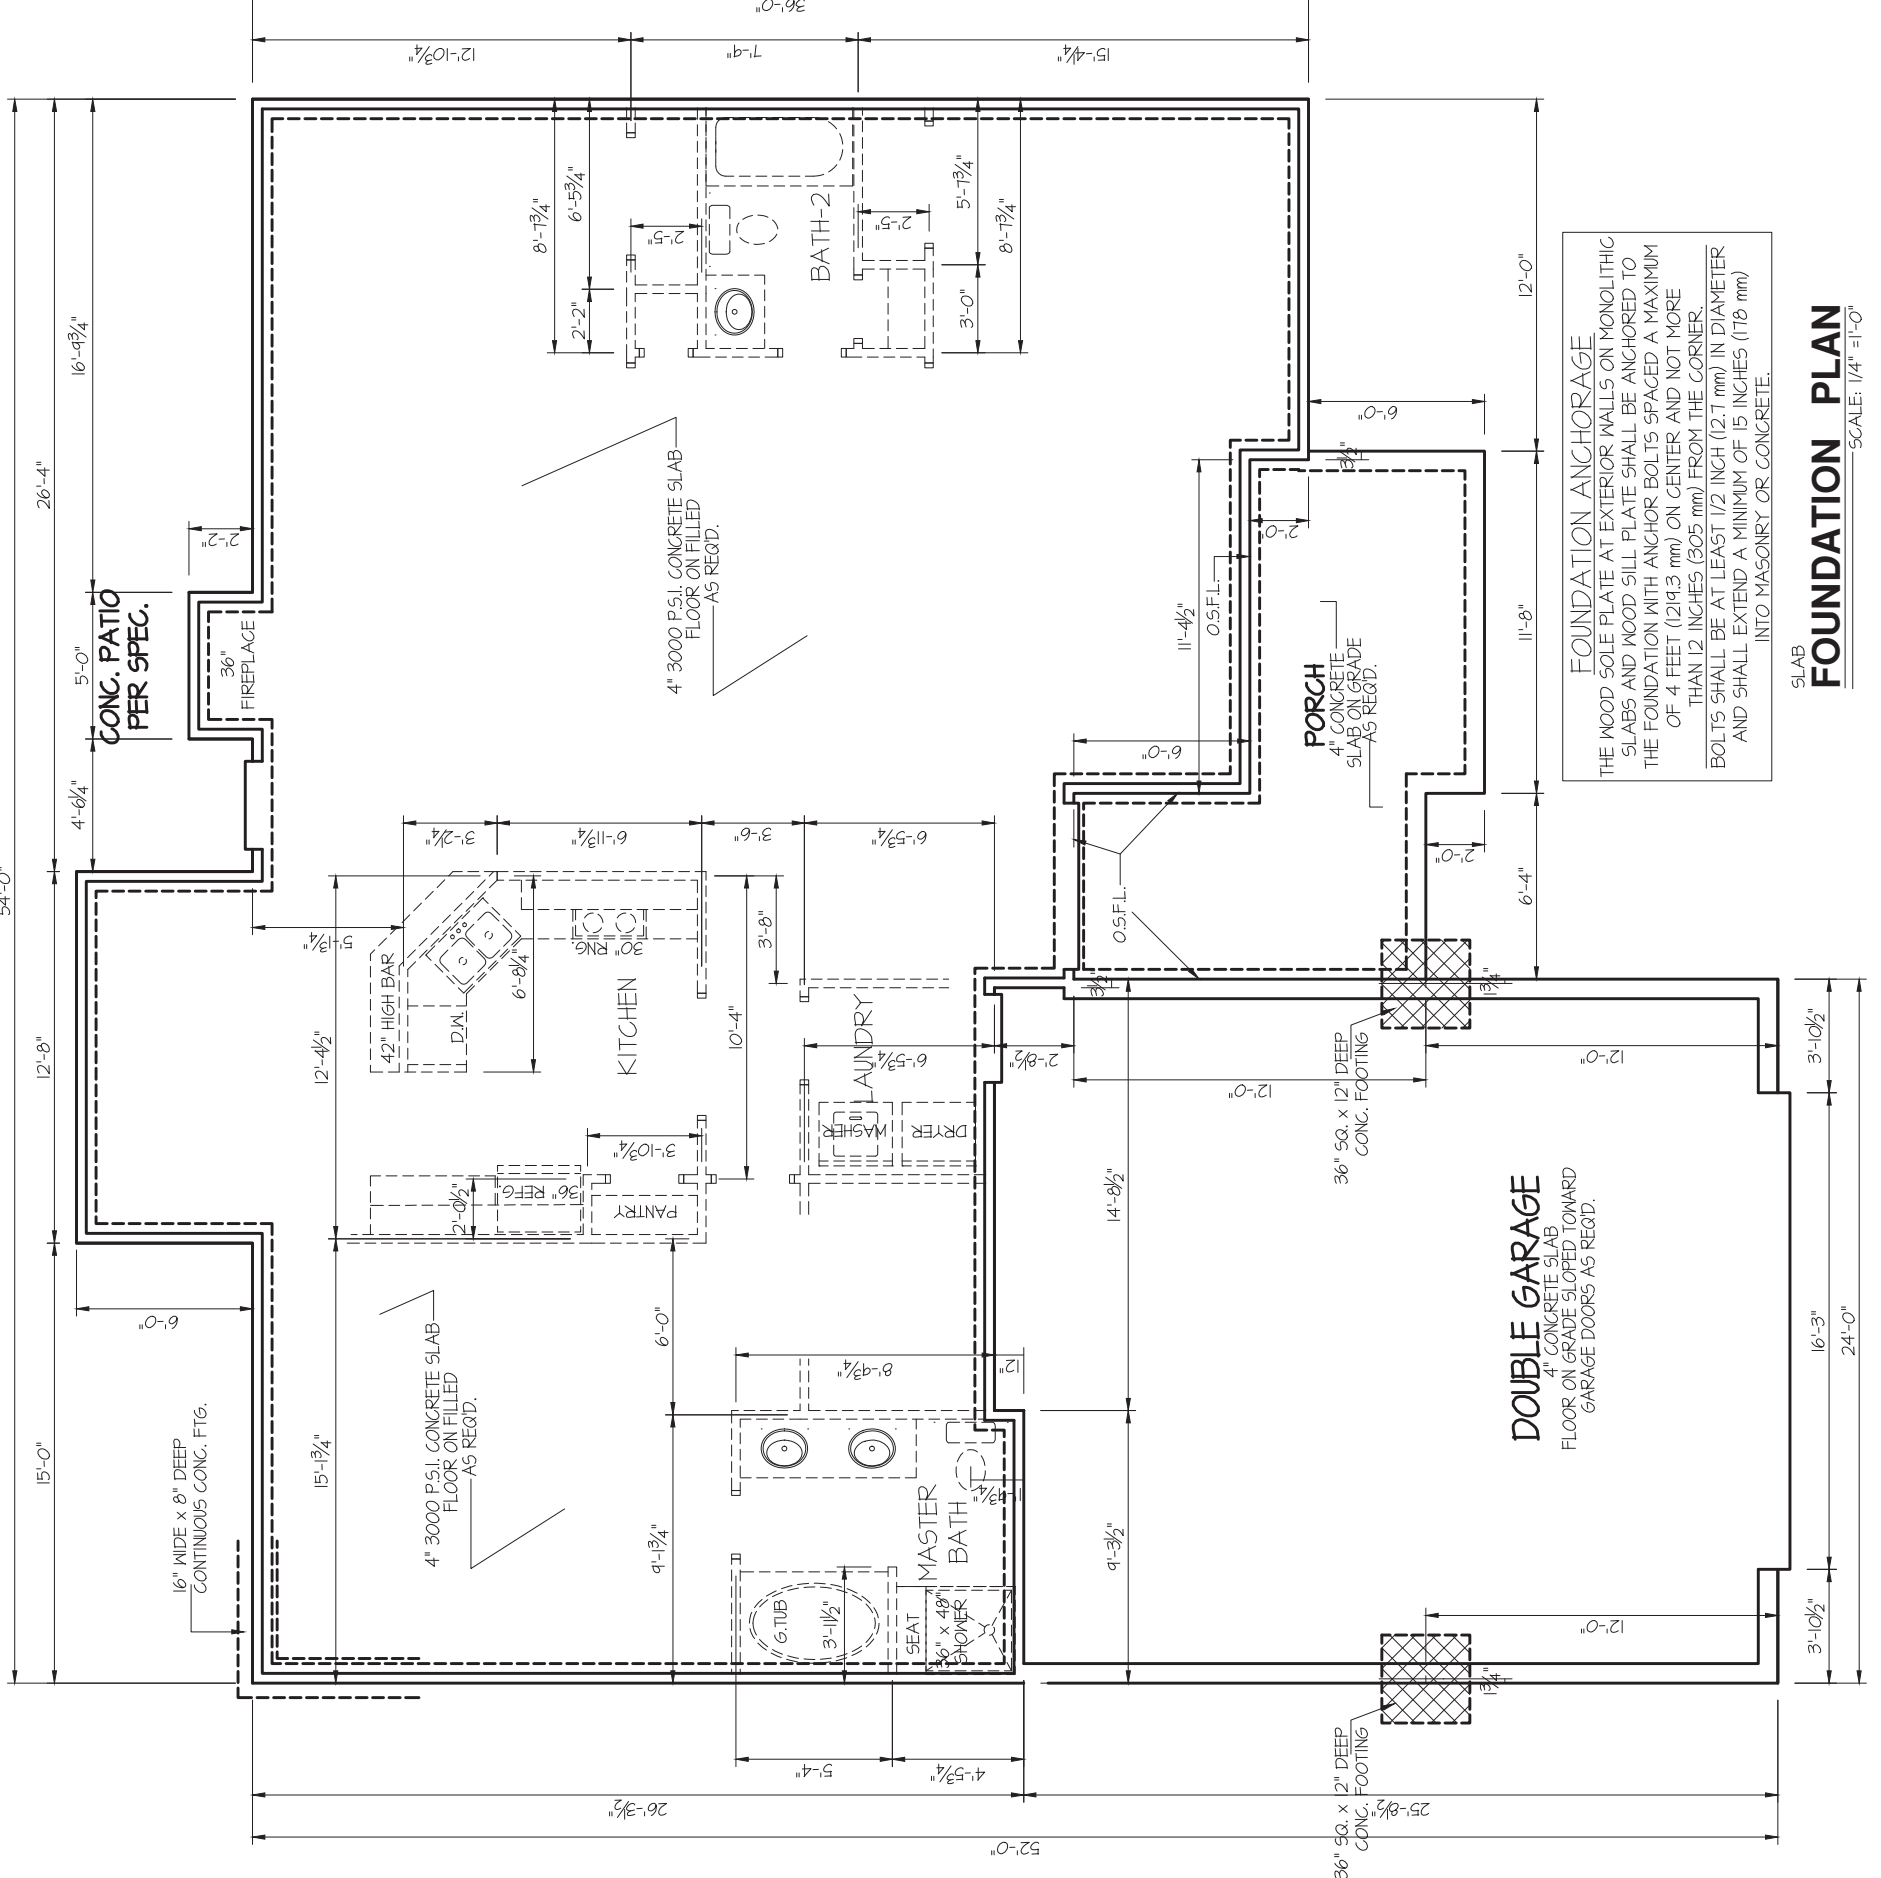 54'-0"
26'-4"
12'-8"
15'-0"
16'-9¾"
5'-0"
4'-6¼"
2'-2"
6'-0"
CONC. PATIO
PER SPEC.
36"
FIREPLACE
16" WIDE x 8" DEEP
CONTINUOUS CONC. FTG.
36'-0"
12'-10¾"
7'-9"
15'-4¼"
8'-7¾"
6'-5¾"
2'-2"
2'-5"
BATH-2
2'-5"
5'-7¾"
3'-0"
8'-7¾"
4" 3000 P.S.I. CONCRETE SLAB
FLOOR ON FILLED
AS REQ'D.
5'-1¾"
3'-2¼"
6'-11¾"
3'-6"
6'-5¾"
12'-4½"
42" HIGH BAR
D.W.
6'-8¼"
30" RNG.
KITCHEN
10'-4"
3'-8"
LAUNDRY
6'-5¾"
2'-8½"
WASHER
DRYER
3'-10¾"
36" REFG.
2'-0½"
PANTRY
15'-1¾"
4" 3000 P.S.I. CONCRETE SLAB
FLOOR ON FILLED
AS REQ'D.
6'-0"
9'-1¾"
8'-9¾"
12"
MASTER
BATH
1'-9¾"
G.TUB
3'-1½"
SEAT
36" x 48"
SHOWER
5'-4"
4'-5¾"
26'-3½"
25'-8½"
52'-0"
11'-4½"
O.S.F.L.
2'-0"
3½"
6'-0"
6'-0"
12'-0"
11'-8"
6'-4"
2'-0"
O.S.F.L.
3½"
PORCH
4" CONCRETE
SLAB ON GRADE
AS REQ'D.
36" SQ. x 12" DEEP
CONC. FOOTING
1¾"
12'-0"
12'-0"
14'-8½"
9'-3½"
DOUBLE GARAGE
4" CONCRETE SLAB
FLOOR ON GRADE SLOPED TOWARD
GARAGE DOORS AS REQ'D.
12'-0"
1¾"
36" SQ. x 12" DEEP
CONC. FOOTING
3'-10½"
16'-3"
3'-10½"
24'-0"
FOUNDATION ANCHORAGE
THE WOOD SOLE PLATE AT EXTERIOR WALLS ON MONOLITHIC
SLABS AND WOOD SILL PLATE SHALL BE ANCHORED TO
THE FOUNDATION WITH ANCHOR BOLTS SPACED A MAXIMUM
OF 4 FEET (1219.3 mm) ON CENTER AND NOT MORE
THAN 12 INCHES (305 mm) FROM THE CORNER.
BOLTS SHALL BE AT LEAST 1/2 INCH (12.7 mm) IN DIAMETER
AND SHALL EXTEND A MINIMUM OF 15 INCHES (178 mm)
INTO MASONRY OR CONCRETE.
SLAB
FOUNDATION PLAN
SCALE: 1/4" =1'-0"